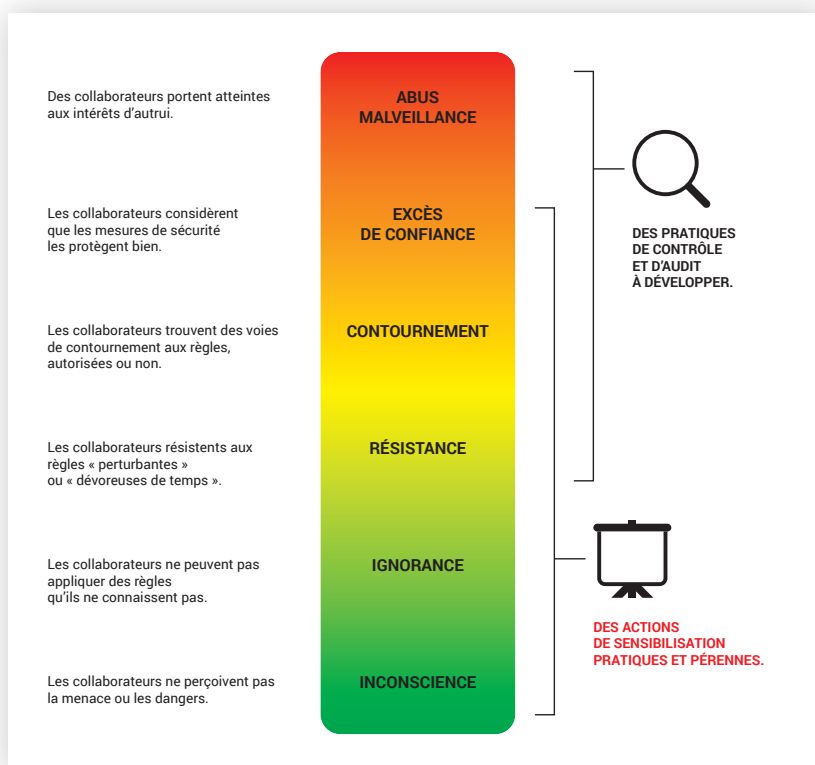 Des collaborateurs portent atteintes
aux intérêts d'autrui.
ABUS
MALVEILLANCE
Les collaborateurs considèrent
que les mesures de sécurité
les protègent bien.
EXCÈS
DE CONFIANCE
DES PRATIQUES
DE CONTRÔLE
ET D'AUDIT
À DÉVELOPPER.
Les collaborateurs trouvent des voies
de contournement aux règles,
autorisées ou non.
CONTOURNEMENT
Les collaborateurs résistents aux
règles « perturbantes »
ou « dévoreuses de temps ».
RÉSISTANCE
Les collaborateurs ne peuvent pas
appliquer des règles
qu'ils ne connaissent pas.
IGNORANCE
DES ACTIONS
DE SENSIBILISATION
PRATIQUES ET PÉRENNES.
Les collaborateurs ne perçoivent pas
la menace ou les dangers.
INCONSCIENCE